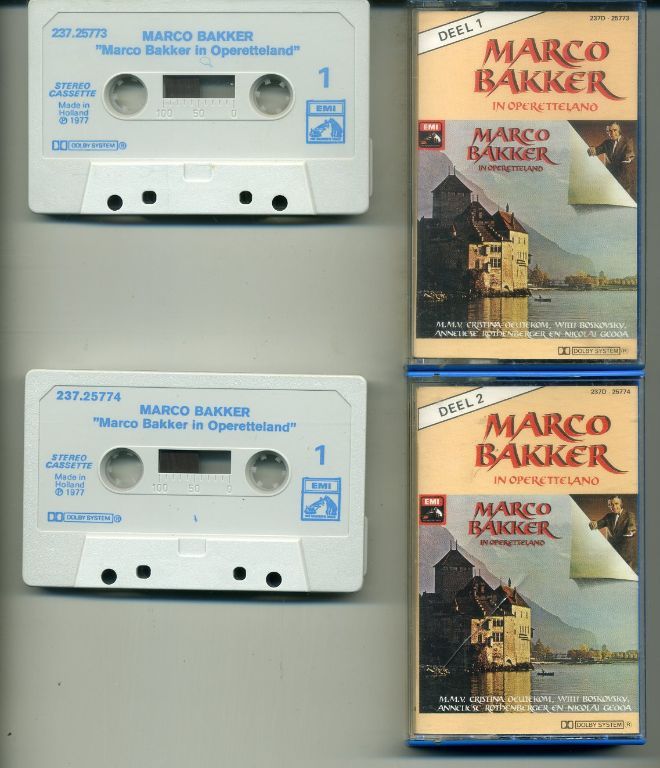 237.25773
MARCO BAKKER
"Marco Bakker in Operetteland"
STEREO
CASSETTE
Made in
Holland
℗ 1977
1
100 50 0
EMI
DOLBY SYSTEM ®
DEEL 1
237D - 25773
MARCO
BAKKER
IN OPERETTELAND
EMI
MARCO
BAKKER
IN OPERETTELAND
M.M.V. CRISTINA DEUTEKOM, WILLI BOSKOVSKY,
ANNELIESE ROTHENBERGER EN NICOLAI GEDDA
DOLBY SYSTEM ®
237.25774
MARCO BAKKER
"Marco Bakker in Operetteland"
STEREO
CASSETTE
Made in
Holland
℗ 1977
1
100 50 0
EMI
DOLBY SYSTEM ®
DEEL 2
237D - 25774
MARCO
BAKKER
IN OPERETTELAND
EMI
MARCO
BAKKER
IN OPERETTELAND
M.M.V. CRISTINA DEUTEKOM, WILLI BOSKOVSKY,
ANNELIESE ROTHENBERGER EN NICOLAI GEDDA
DOLBY SYSTEM ®